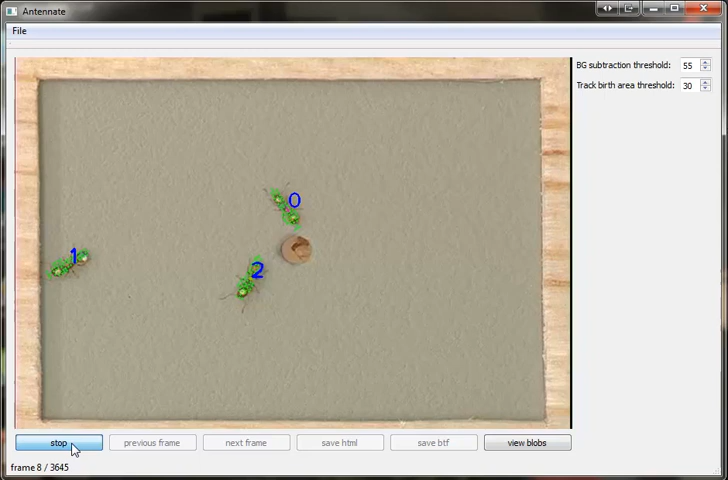 Antennate
File
BG subtraction threshold: 55
Track birth area threshold: 30
0
1
2
stop previous frame next frame save html save btf view blobs
frame 8 / 3645